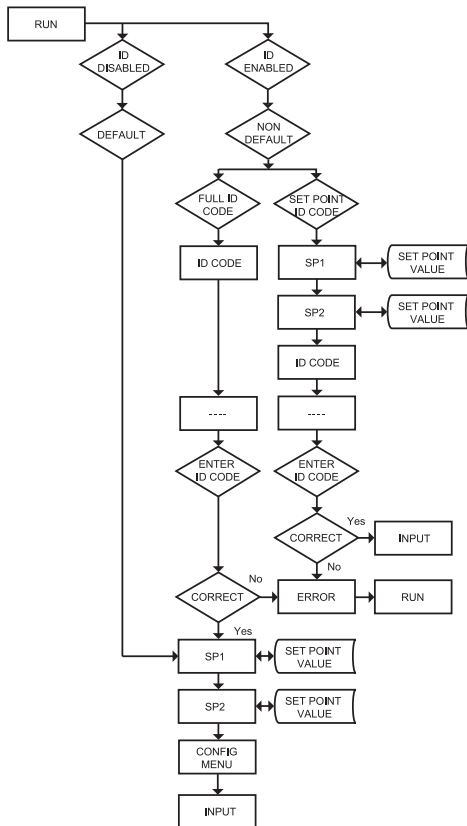 RUN
ID
DISABLED
ID
ENABLED
DEFAULT
NON
DEFAULT
FULL ID
CODE
SET POINT
ID CODE
ID CODE
SP1
SET POINT
VALUE
SP2
SET POINT
VALUE
ID CODE
----
----
ENTER
ID CODE
ENTER
ID CODE
CORRECT
Yes
INPUT
No
CORRECT
No
ERROR
RUN
Yes
SP1
SET POINT
VALUE
SP2
SET POINT
VALUE
CONFIG
MENU
INPUT